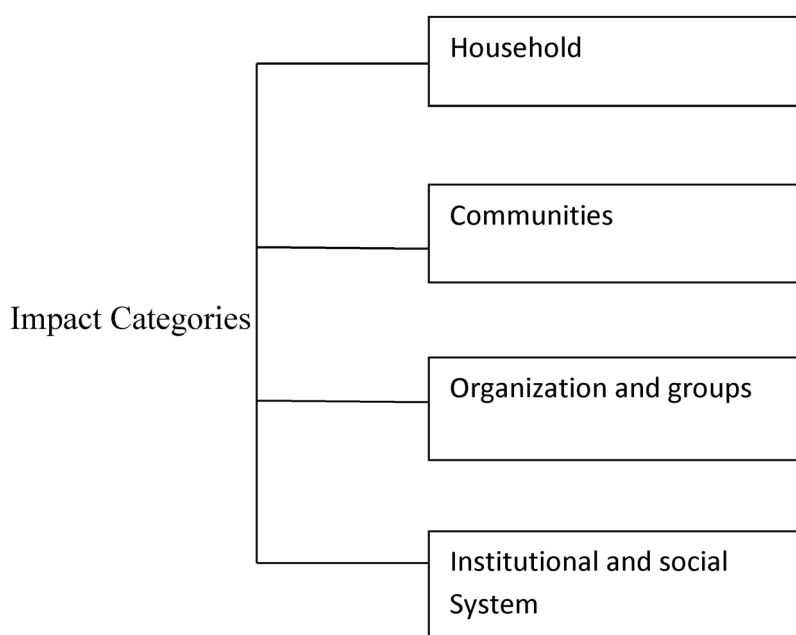 Household
Communities
Impact Categories
Organization and groups
Institutional and social
System